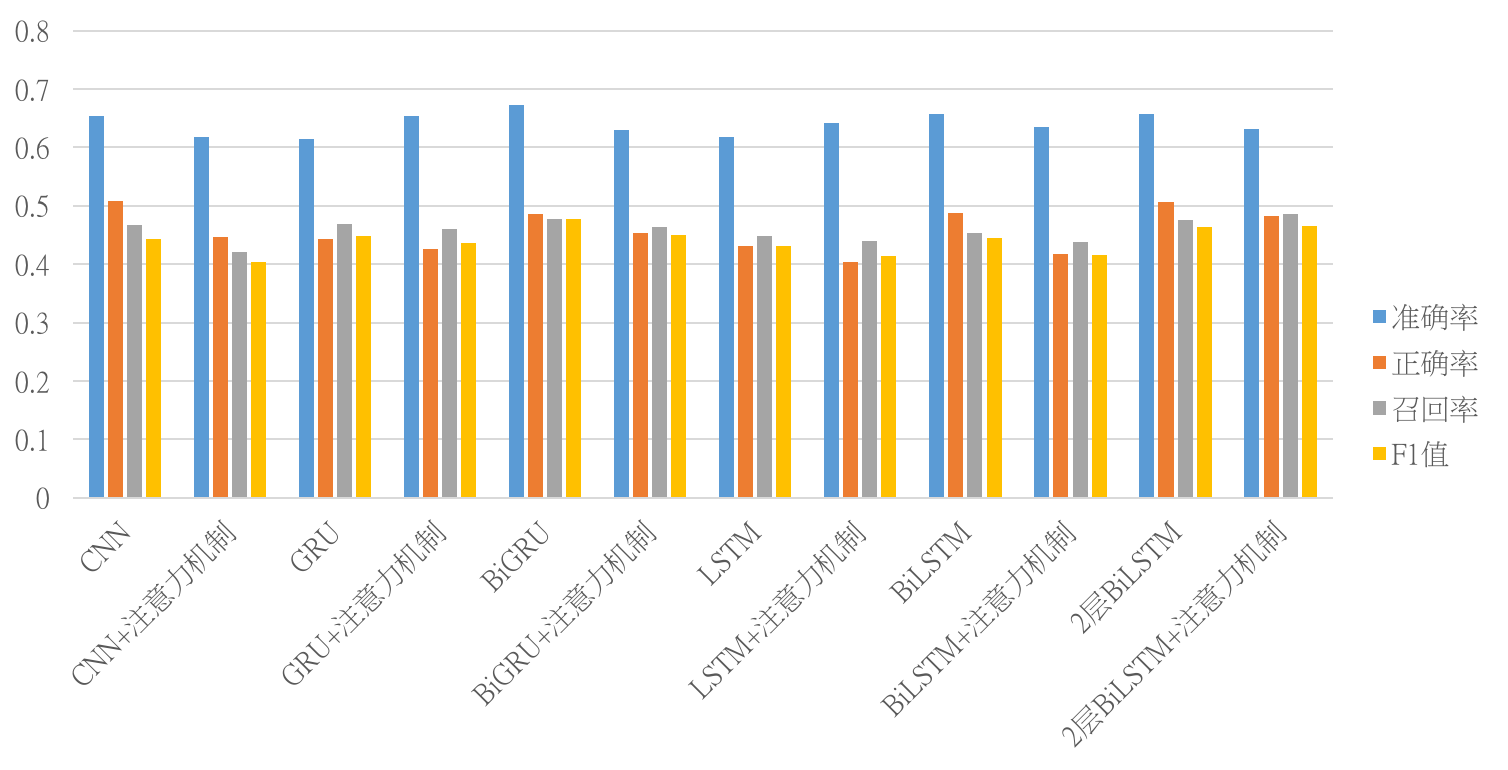 0.8
0.7
0.6
0.5
0.4
0.3
0.2
0.1
0
CNN
CNN+注意力机制
GRU
GRU+注意力机制
BiGRU
BiGRU+注意力机制
LSTM
LSTM+注意力机制
BiLSTM
BiLSTM+注意力机制
2层BiLSTM
2层BiLSTM+注意力机制
准确率
正确率
召回率
F1值